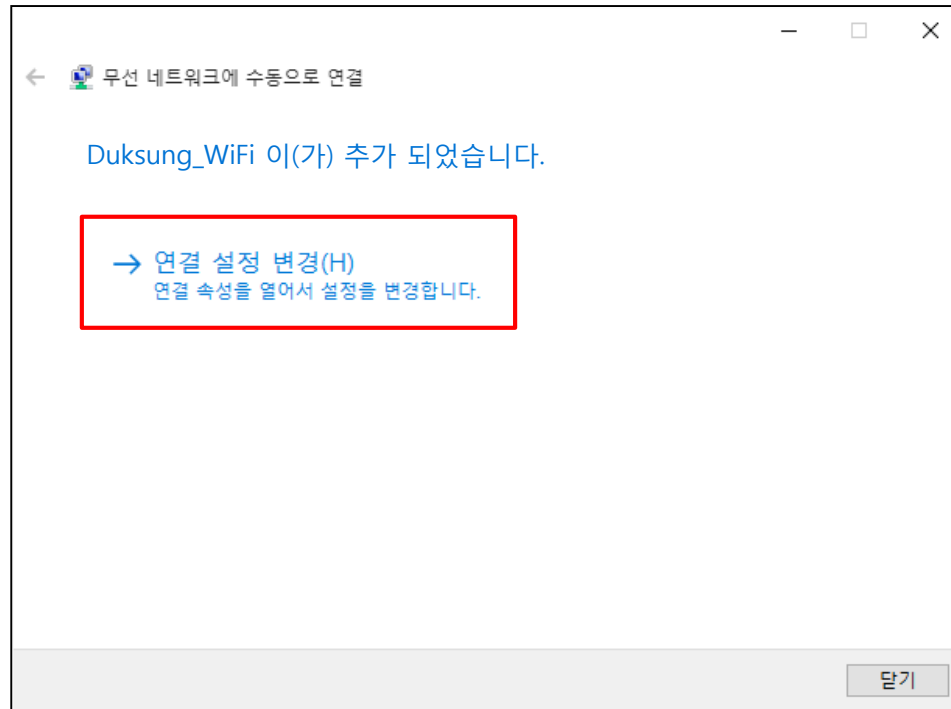 무선 네트워크에 수동으로 연결
Duksung_WiFi 이(가) 추가 되었습니다.
→ 연결 설정 변경(H)
연결 속성을 열어서 설정을 변경합니다.
닫기